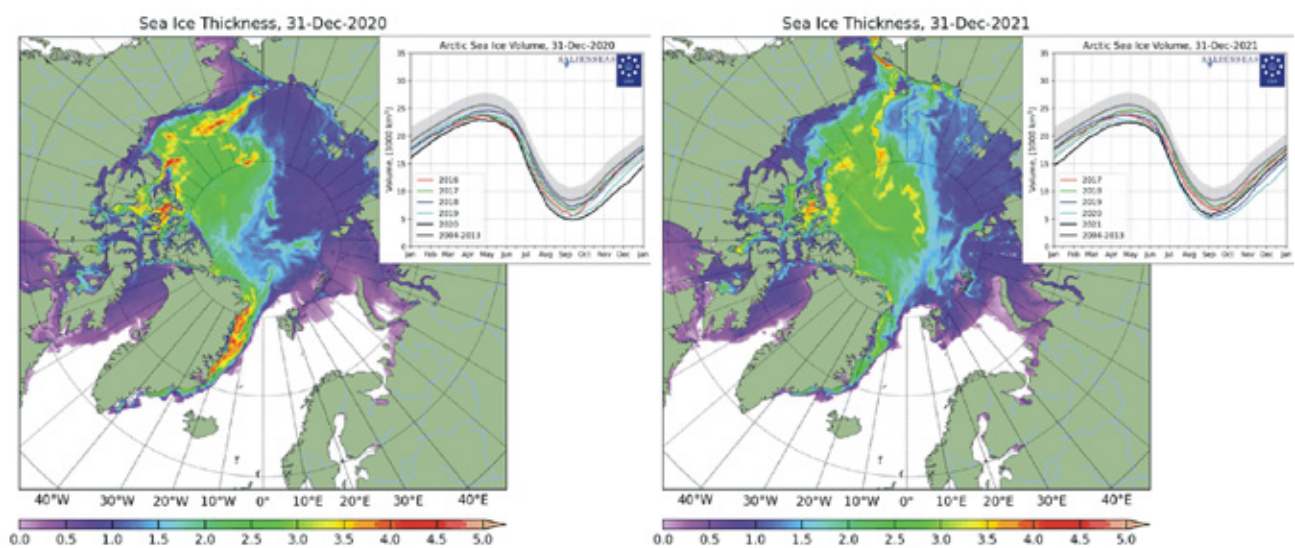 Sea Ice Thickness, 31-Dec-2020
Arctic Sea Ice Volume, 31-Dec-2020
Volume, [1000 km³]
35
30
25
20
15
10
5
0
2016
2017
2018
2019
2020
2004-2013
Jan Feb Mar Apr May Jun Jul Aug Sep Oct Nov Dec Jan
40°W 30°W 20°W 10°W 0° 10°E 20°E 30°E 40°E
0.0 0.5 1.0 1.5 2.0 2.5 3.0 3.5 4.0 4.5 5.0
Sea Ice Thickness, 31-Dec-2021
Arctic Sea Ice Volume, 31-Dec-2021
Volume, [1000 km³]
35
30
25
20
15
10
5
0
2017
2018
2019
2020
2021
2004-2013
Jan Feb Mar Apr May Jun Jul Aug Sep Oct Nov Dec Jan
40°W 30°W 20°W 10°W 0° 10°E 20°E 30°E 40°E
0.0 0.5 1.0 1.5 2.0 2.5 3.0 3.5 4.0 4.5 5.0